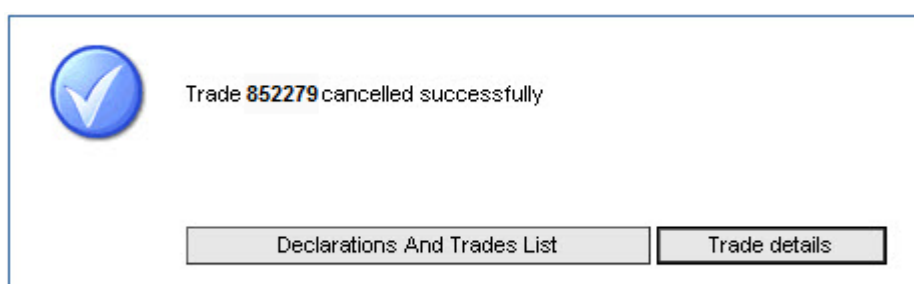 Trade 852279 cancelled successfully
Declarations And Trades List
Trade details